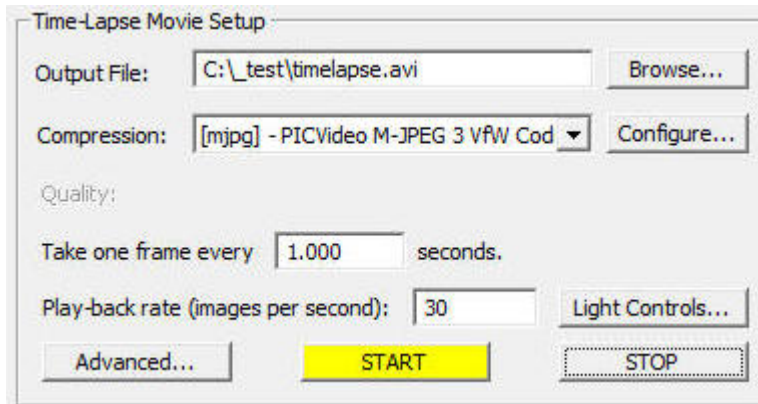 Time-Lapse Movie Setup
Output File: C:\_test\timelapse.avi Browse...
Compression: [mjpg] - PICVideo M-JPEG 3 VfW Cod Configure...
Quality:
Take one frame every 1.000 seconds.
Play-back rate (images per second): 30 Light Controls...
Advanced... START STOP